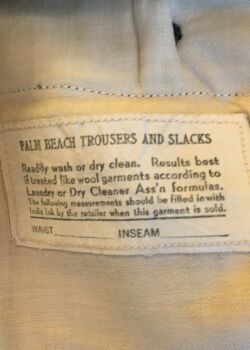 PALM BEACH TROUSERS AND SLACKS
Readily wash or dry clean. Results best
if treated like wool garments according to
Laundry or Dry Cleaner Ass'n formulas.
The following measurements should be filled in with
India Ink by the retailer when this garment is sold.
WAIST INSEAM